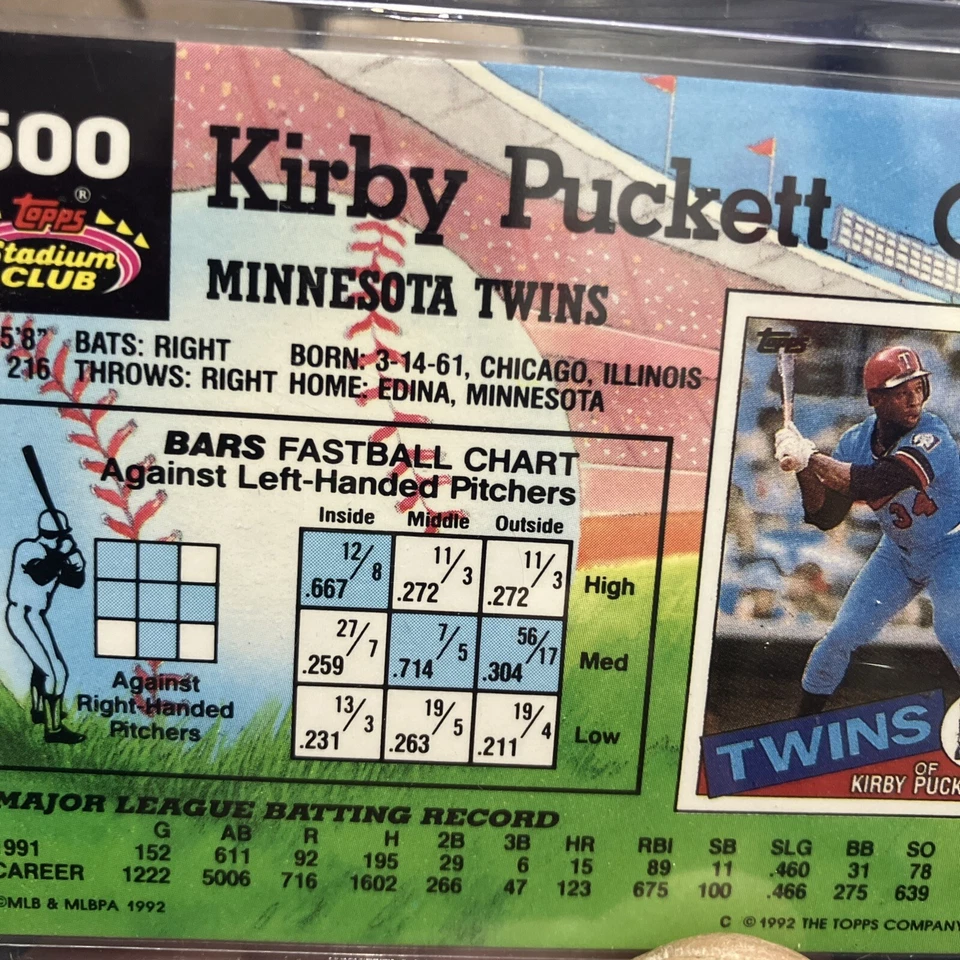 500
Topps ®
Stadium
CLUB
Kirby Puckett
MINNESOTA TWINS
5'8" BATS: RIGHT BORN: 3-14-61, CHICAGO, ILLINOIS
216 THROWS: RIGHT HOME: EDINA, MINNESOTA
BARS FASTBALL CHART
Against Left-Handed Pitchers
Inside Middle Outside
12/8 11/3 11/3
.667 .272 .272 High
27/7 7/5 56/17
.259 .714 .304 Med
13/3 19/5 19/4
.231 .263 .211 Low
Against
Right-Handed
Pitchers
Topps
T
34
TWINS
OF
KIRBY PUCK
MAJOR LEAGUE BATTING RECORD
G AB R H 2B 3B HR RBI SB SLG BB SO
991 152 611 92 195 29 6 15 89 11 .460 31 78
CAREER 1222 5006 716 1602 266 47 123 675 100 .466 275 639
©MLB & MLBPA 1992
C © 1992 THE TOPPS COMPANY